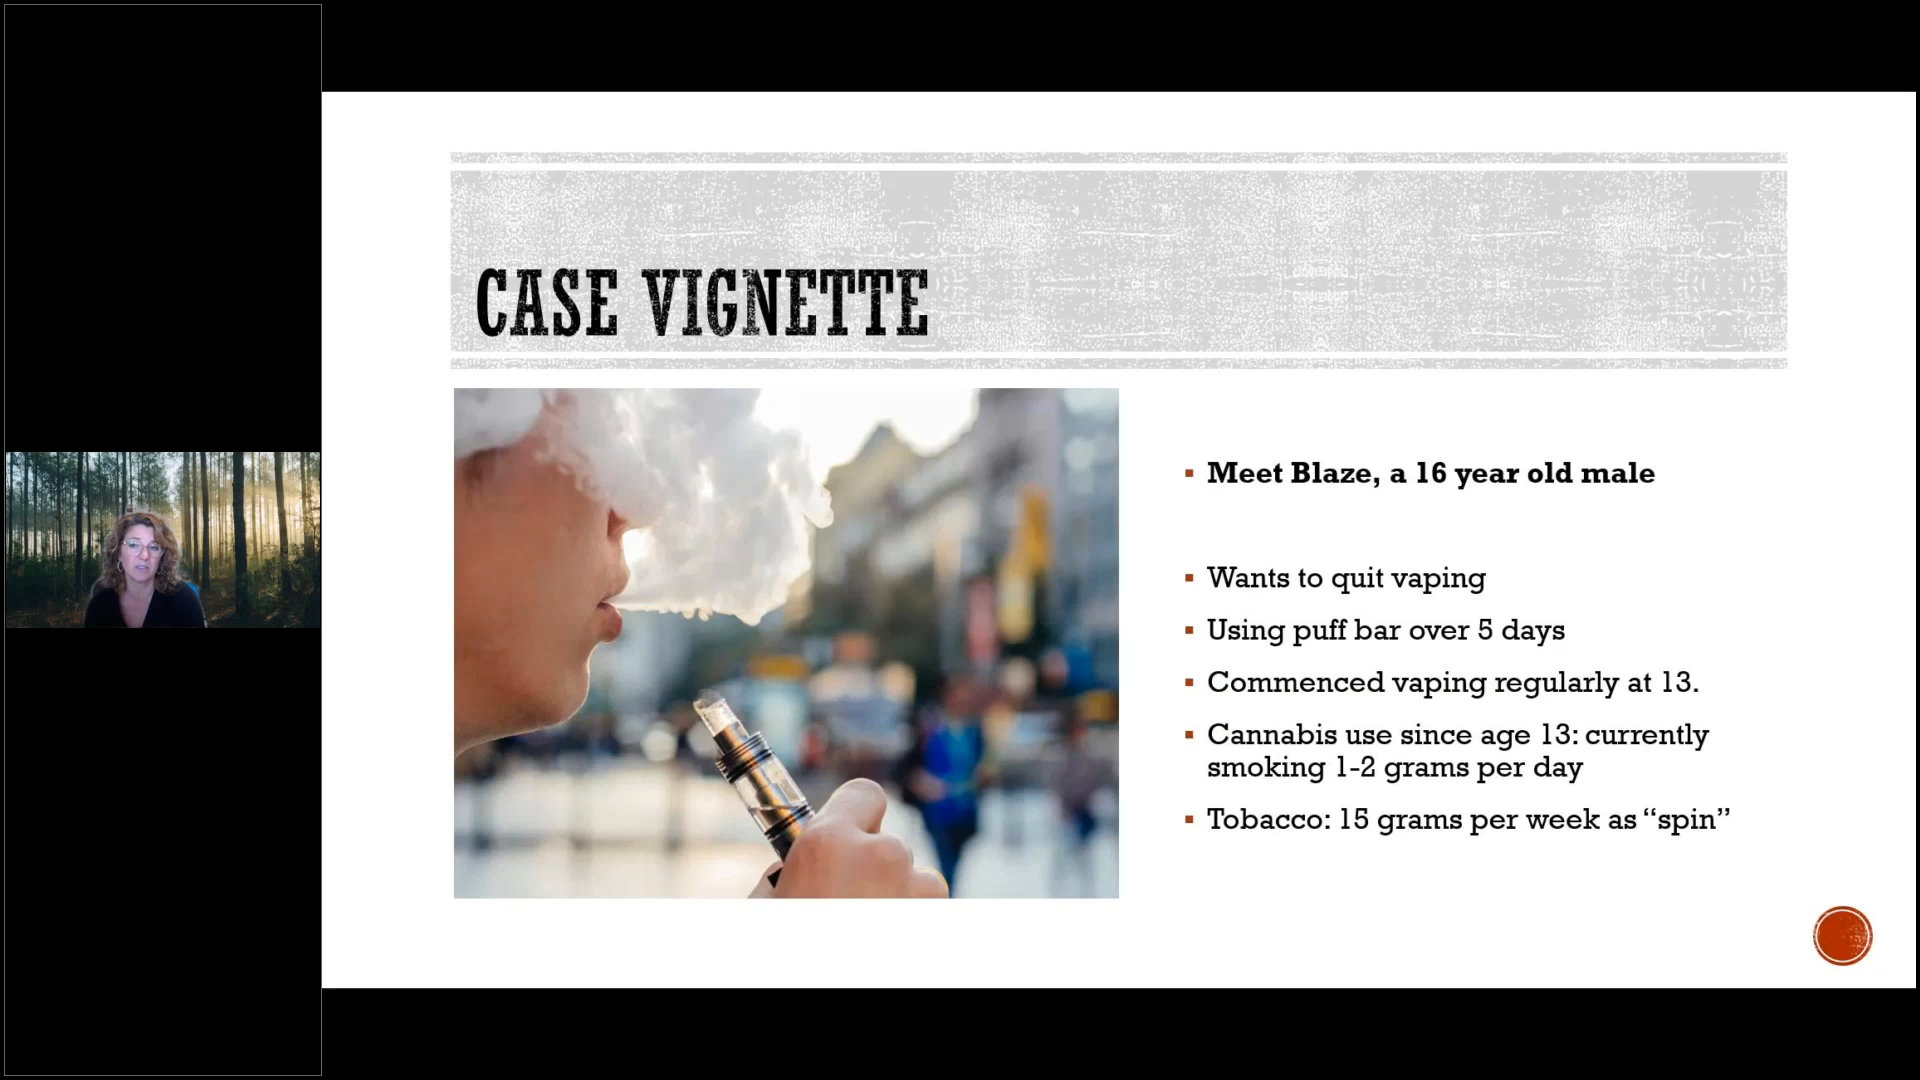 CASE VIGNETTE
Meet Blaze, a 16 year old male
Wants to quit vaping
Using puff bar over 5 days
Commenced vaping regularly at 13.
Cannabis use since age 13: currently
smoking 1-2 grams per day
Tobacco: 15 grams per week as “spin”